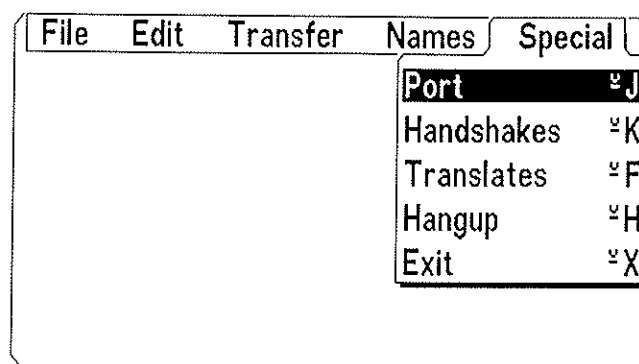 File Edit Transfer Names Special
Port ⩊J
Handshakes ⩊K
Translates ⩊F
Hangup ⩊H
Exit ⩊X